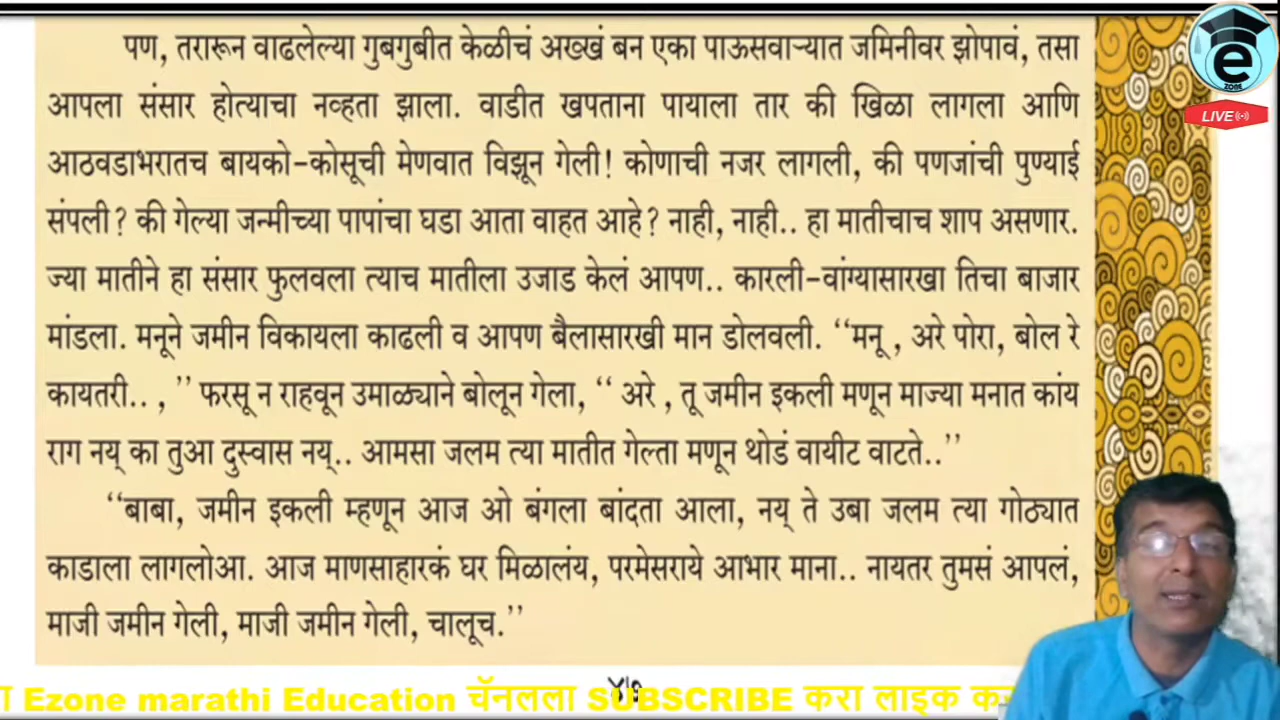 e
ZONE
LIVE
पण, तरारून वाढलेल्या गुबगुबीत केळीचं अख्खं बन एका पाऊसवाऱ्यात जमिनीवर झोपावं, तसा
आपला संसार होत्याचा नव्हता झाला. वाडीत खपताना पायाला तार की खिळा लागला आणि
आठवडाभरातच बायको-कोसूची मेणवात विझून गेली! कोणाची नजर लागली, की पणजांची पुण्याई
संपली? की गेल्या जन्मीच्या पापांचा घडा आता वाहत आहे? नाही, नाही.. हा मातीचाच शाप असणार.
ज्या मातीने हा संसार फुलवला त्याच मातीला उजाड केलं आपण.. कारली-वांग्यासारखा तिचा बाजार
मांडला. मनूने जमीन विकायला काढली व आपण बैलासारखी मान डोलवली. “मनू , अरे पोरा, बोल रे
कायतरी.. ,” फरसू न राहवून उमाळ्याने बोलून गेला, “ अरे , तू जमीन इकली मणून माज्या मनात कांय
राग नय् का तुआ दुस्वास नय्.. आमसा जलम त्या मातीत गेल्ता मणून थोडं वायीट वाटते..”
“बाबा, जमीन इकली म्हणून आज ओ बंगला बांदता आला, नय् ते उबा जलम त्या गोठ्यात
काडाला लागलोआ. आज माणसाहारकं घर मिळालंय, परमेसराये आभार माना.. नायतर तुमसं आपलं,
माजी जमीन गेली, माजी जमीन गेली, चालूच.”
Ezone marathi Education चॅनलला SUBSCRIBE करा लाइक